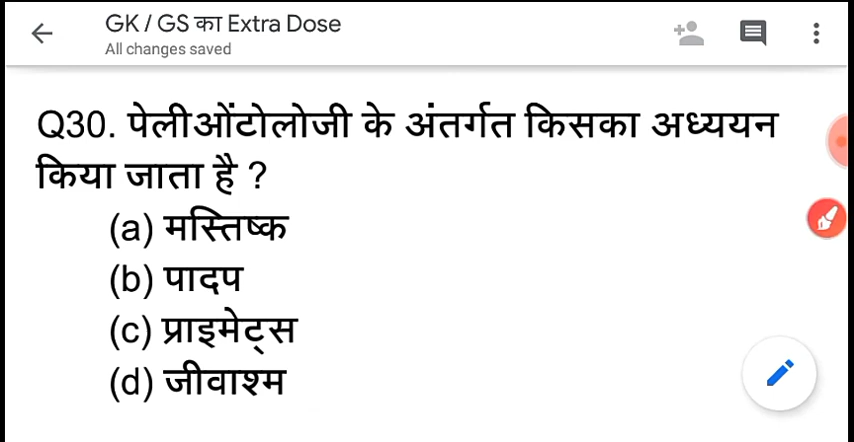 GK / GS का Extra Dose
All changes saved
Q30. पेलीओंटोलोजी के अंतर्गत किसका अध्ययन
किया जाता है ?
(a) मस्तिष्क
(b) पादप
(c) प्राइमेट्स
(d) जीवाश्म